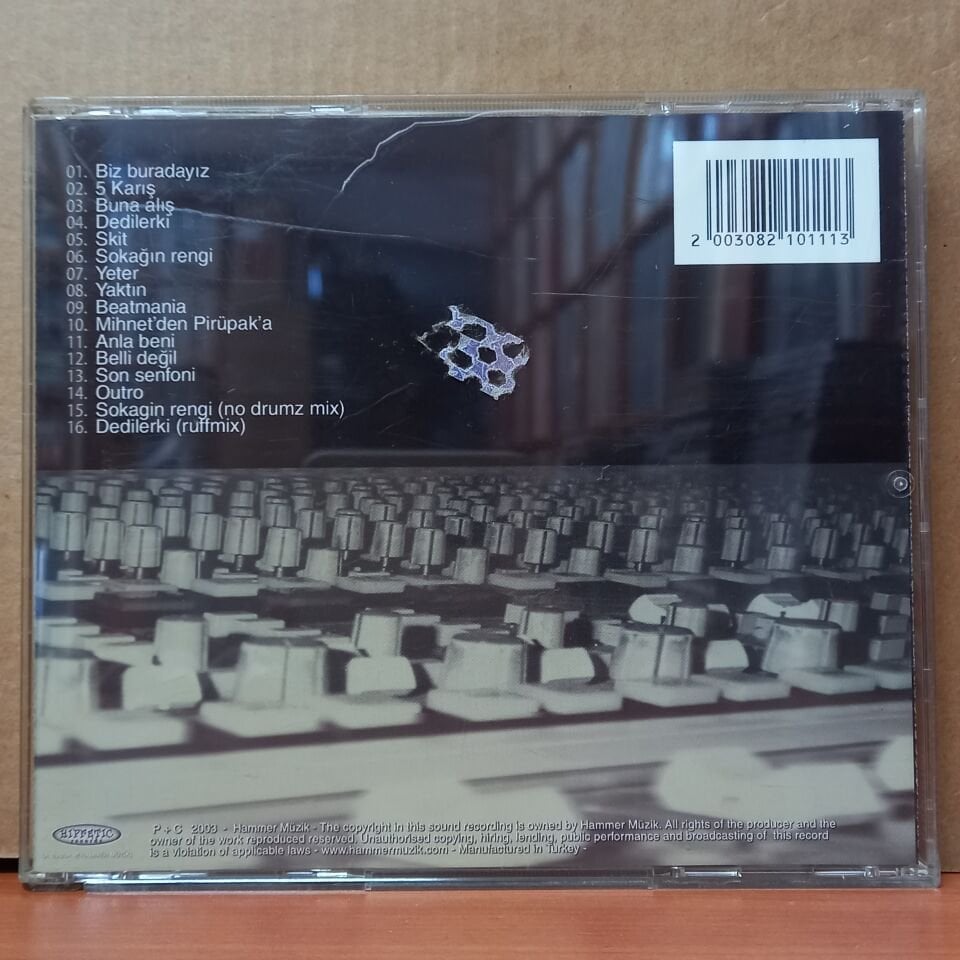 01. Biz buradayız
02. 5 Karış
03. Buna alış
04. Dedilerki
05. Skit
06. Sokağın rengi
07. Yeter
08. Yaktın
09. Beatmania
10. Mihnet'den Pirüpak'a
11. Anla beni
12. Belli değil
13. Son senfoni
14. Outro
15. Sokagin rengi (no drumz mix)
16. Dedilerki (ruffmix)
2 003082 101113
HIPNETIC
P + C 2003 - Hammer Müzik - The copyright in this sound recording is owned by Hammer Müzik. All rights of the producer and the
owner of the work reproduced reserved. Unauthorised copying, hiring, lending, public performance and broadcasting of this record
is a violation of applicable laws - www.hammermuzik.com - Manufactured in Turkey -